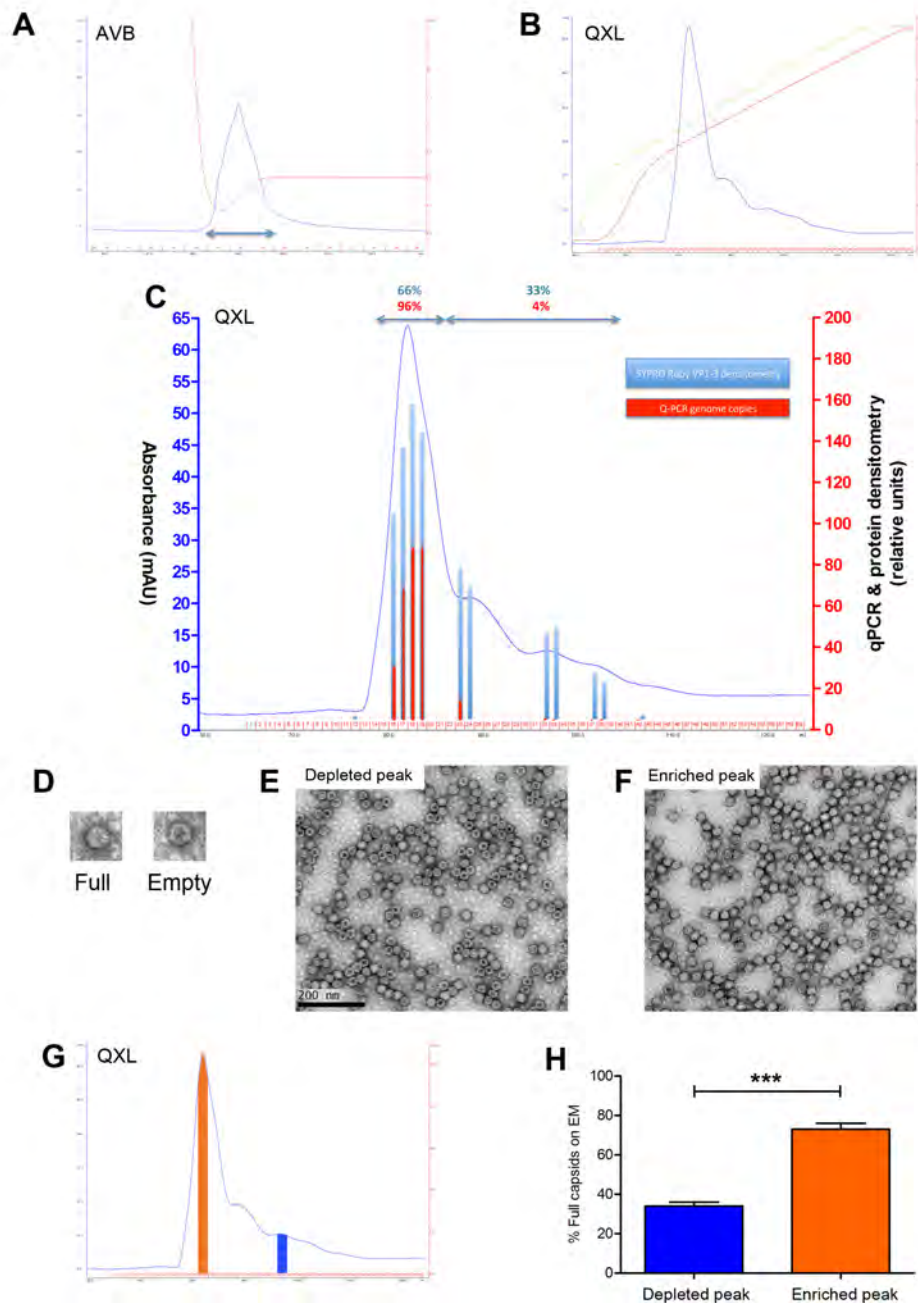 A
AVB
B
QXL
C
QXL
66%
96%
33%
4%
65
60
55
50
45
40
35
30
25
20
15
10
5
0
Absorbance (mAU)
SYPRO Ruby VP1-3 densitometry
Q-PCR genome copies
200
180
160
140
120
100
80
60
40
20
0
qPCR & protein densitometry
(relative units)
D
Full
Empty
E
Depleted peak
200 nm
F
Enriched peak
G
QXL
H
***
% Full capsids on EM
100
80
60
40
20
0
Depleted peak
Enriched peak